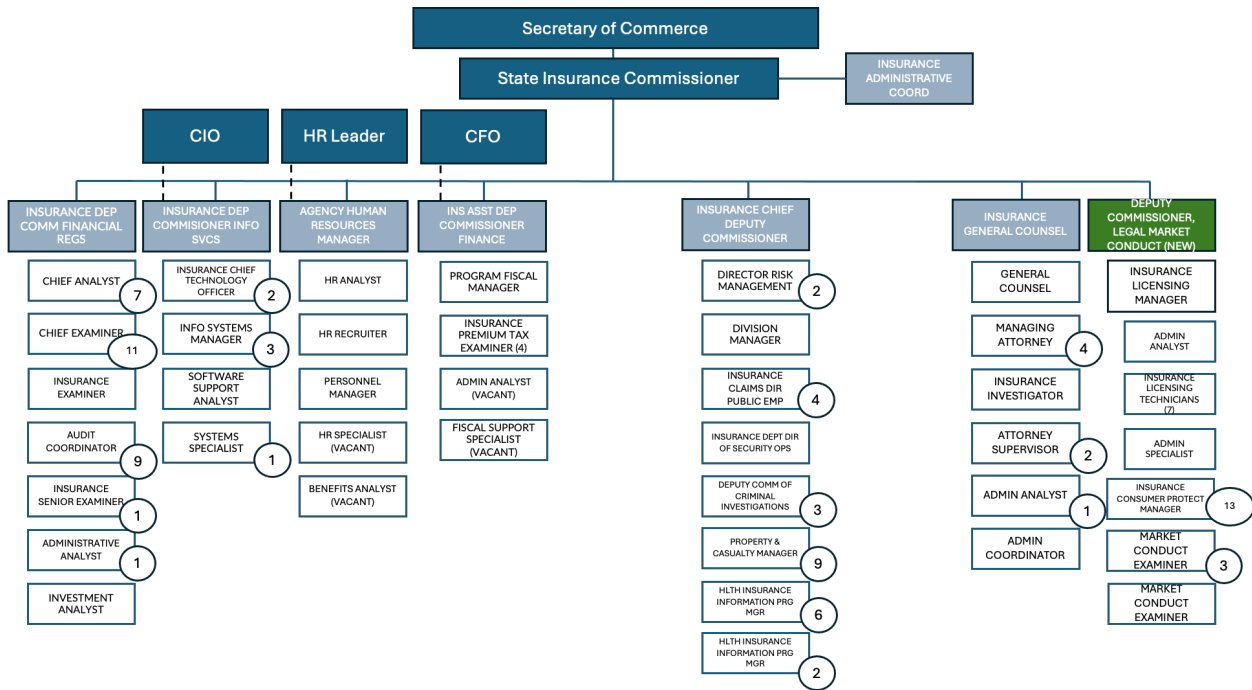 Secretary of Commerce
State Insurance Commissioner
INSURANCE
ADMINISTRATIVE
COORD
CIO
HR Leader
CFO
INSURANCE DEP
COMM FINANCIAL
REGS
CHIEF ANALYST
7
CHIEF EXAMINER
11
INSURANCE
EXAMINER
AUDIT
COORDINATOR
9
INSURANCE
SENIOR EXAMINER
1
ADMINISTRATIVE
ANALYST
1
INVESTMENT
ANALYST
INSURANCE DEP
COMMISIONER INFO
SVCS
INSURANCE CHIEF
TECHNOLOGY
OFFICER
2
INFO SYSTEMS
MANAGER
3
SOFTWARE
SUPPORT
ANALYST
SYSTEMS
SPECIALIST
1
AGENCY HUMAN
RESOURCES
MANAGER
HR ANALYST
HR RECRUITER
PERSONNEL
MANAGER
HR SPECIALIST
(VACANT)
BENEFITS ANALYST
(VACANT)
INS ASST DEP
COMMISSIONER
FINANCE
PROGRAM FISCAL
MANAGER
INSURANCE
PREMIUM TAX
EXAMINER (4)
ADMIN ANALYST
(VACANT)
FISCAL SUPPORT
SPECIALIST
(VACANT)
INSURANCE CHIEF
DEPUTY
COMMISSIONER
DIRECTOR RISK
MANAGEMENT
2
DIVISION
MANAGER
INSURANCE
CLAIMS DIR
PUBLIC EMP
4
INSURANCE DEPT DIR
OF SECURITY OPS
DEPUTY COMM OF
CRIMINAL
INVESTIGATIONS
3
PROPERTY &
CASUALTY MANAGER
9
HLTH INSURANCE
INFORMATION PRG
MGR
6
HLTH INSURANCE
INFORMATION PRG
MGR
2
INSURANCE
GENERAL COUNSEL
GENERAL
COUNSEL
MANAGING
ATTORNEY
4
INSURANCE
INVESTIGATOR
ATTORNEY
SUPERVISOR
2
ADMIN ANALYST
1
ADMIN
COORDINATOR
DEPUTY
COMMISSIONER,
LEGAL MARKET
CONDUCT (NEW)
INSURANCE
LICENSING
MANAGER
ADMIN
ANALYST
INSURANCE
LICENSING
TECHNICIANS
(7)
ADMIN
SPECIALIST
INSURANCE
CONSUMER PROTECT
MANAGER
13
MARKET
CONDUCT
EXAMINER
3
MARKET
CONDUCT
EXAMINER